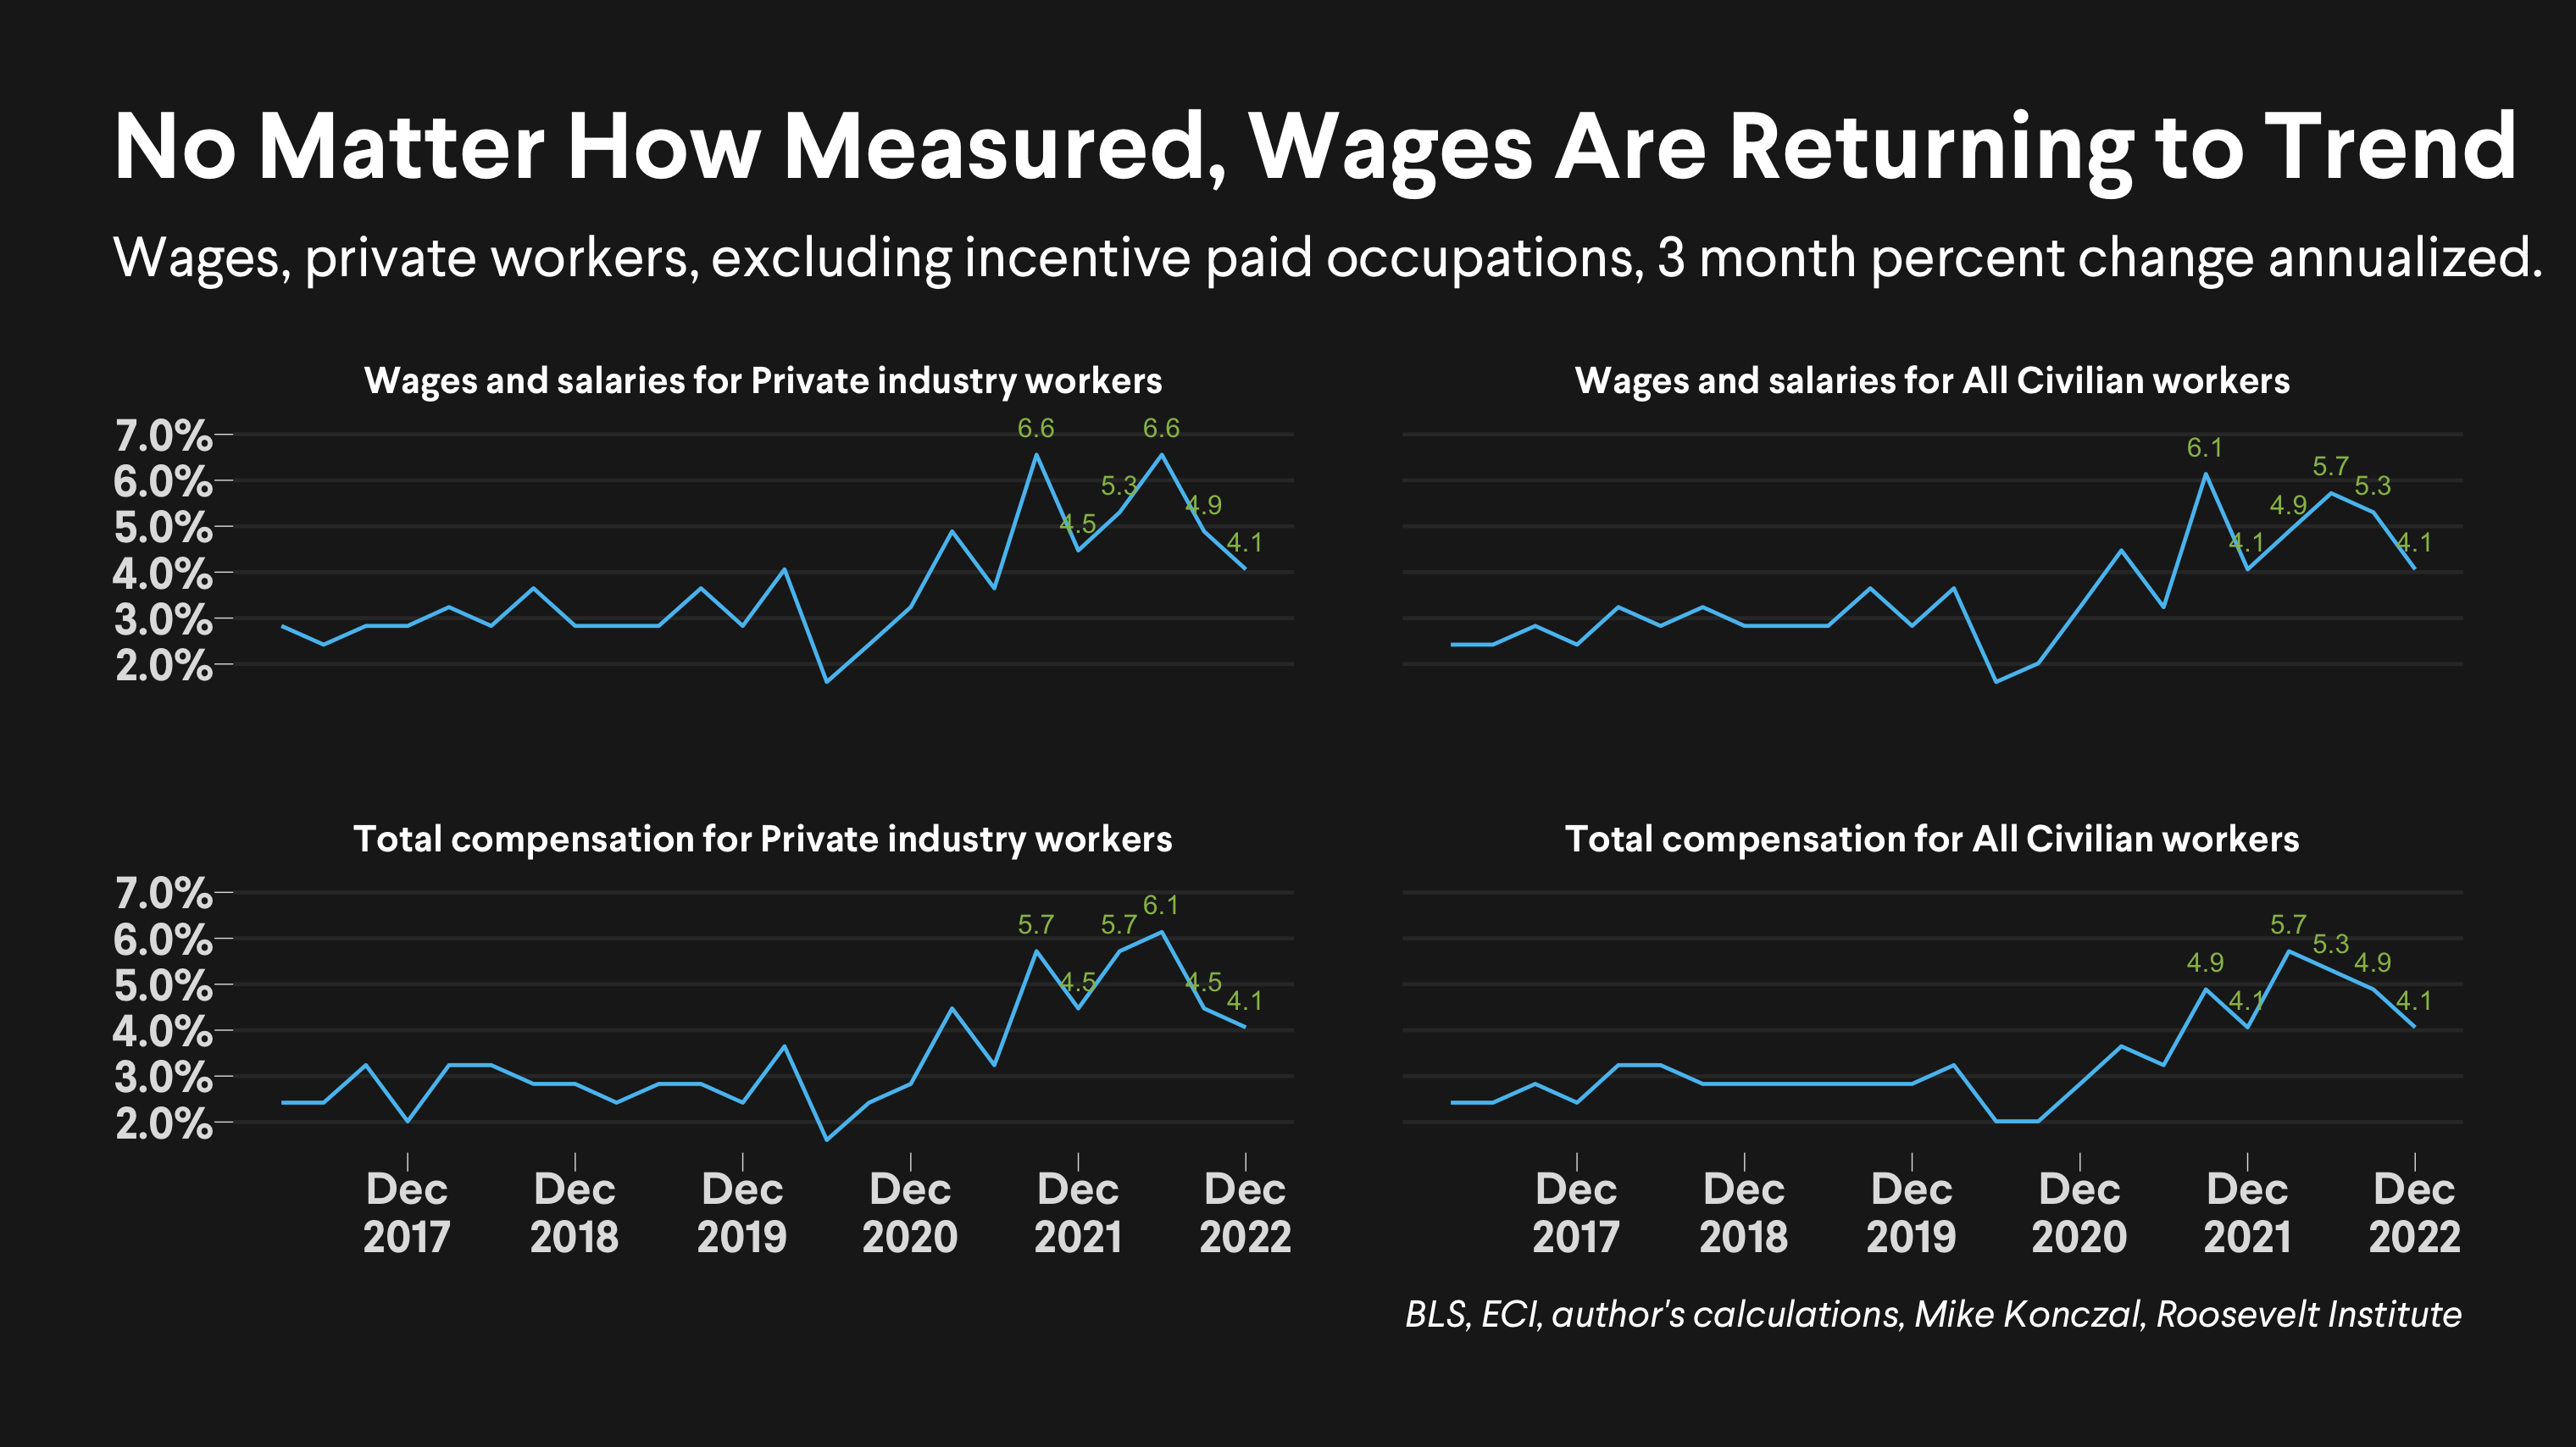 No Matter How Measured, Wages Are Returning to Trend
Wages, private workers, excluding incentive paid occupations, 3 month percent change annualized.
Wages and salaries for Private industry workers
7.0%
6.0%
5.0%
4.0%
3.0%
2.0%
6.6
4.5
5.3
6.6
4.9
4.1
Wages and salaries for All Civilian workers
6.1
4.1
4.9
5.7
5.3
4.1
Total compensation for Private industry workers
7.0%
6.0%
5.0%
4.0%
3.0%
2.0%
5.7
4.5
5.7
6.1
4.5
4.1
Dec 
2017
Dec
2018
Dec
2019
Dec
2020
Dec
2021
Dec
2022
Total compensation for All Civilian workers
4.9
4.1
5.7
5.3
4.9
4.1
Dec
2017
Dec
2018
Dec
2019
Dec
2020
Dec
2021
Dec
2022
BLS, ECI, author's calculations, Mike Konczal, Roosevelt Institute